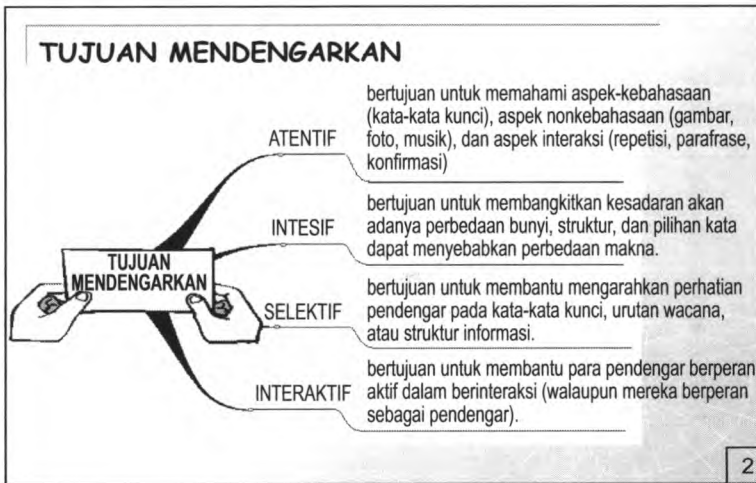 TUJUAN MENDENGARKAN
ATENTIF
bertujuan untuk memahami aspek-kebahasaan
(kata-kata kunci), aspek nonkebahasaan (gambar,
foto, musik), dan aspek interaksi (repetisi, parafrase,
konfirmasi)
INTESIF
bertujuan untuk membangkitkan kesadaran akan
adanya perbedaan bunyi, struktur, dan pilihan kata
dapat menyebabkan perbedaan makna.
TUJUAN
MENDENGARKAN
SELEKTIF
bertujuan untuk membantu mengarahkan perhatian
pendengar pada kata-kata kunci, urutan wacana,
atau struktur informasi.
INTERAKTIF
bertujuan untuk membantu para pendengar berperan
aktif dalam berinteraksi (walaupun mereka berperan
sebagai pendengar).
2